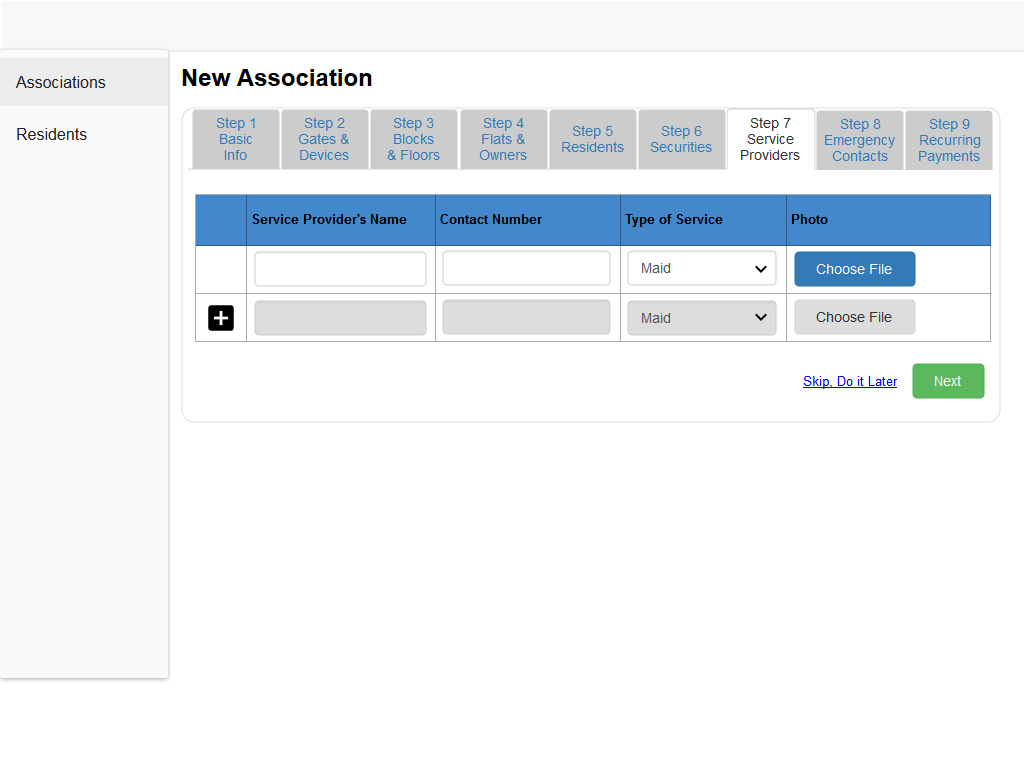 Associations
Residents
New Association
Step 1
Basic
Info
Step 2
Gates &
Devices
Step 3
Blocks
& Floors
Step 4
Flats &
Owners
Step 5
Residents
Step 6
Securities
Step 7
Service
Providers
Step 8
Emergency
Contacts
Step 9
Recurring
Payments
Service Provider's Name
Contact Number
Type of Service
Photo
Maid
Choose File
Maid
Choose File
Skip, Do it Later
Next